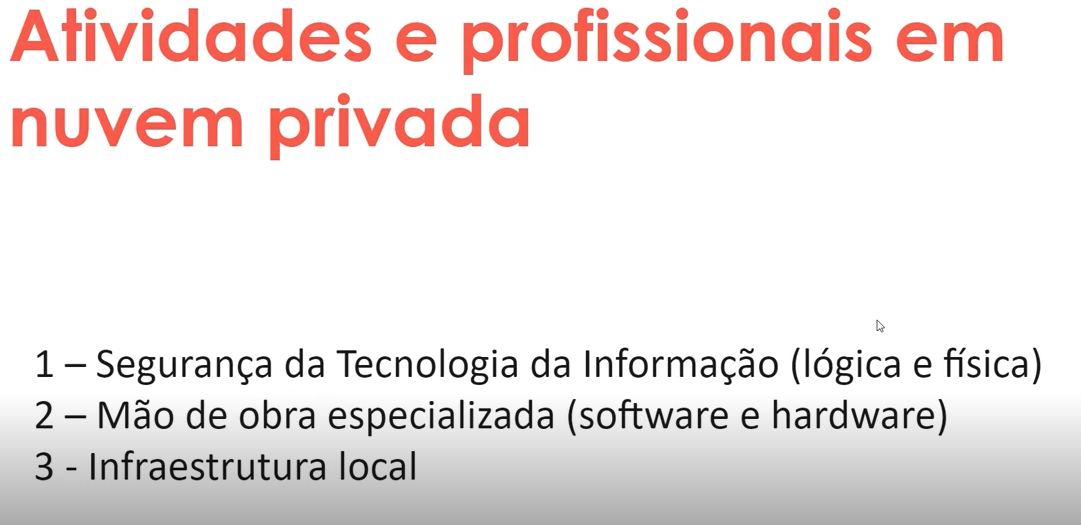 Atividades e profissionais em
nuvem privada
1 – Segurança da Tecnologia da Informação (lógica e física)
2 – Mão de obra especializada (software e hardware)
3 - Infraestrutura local